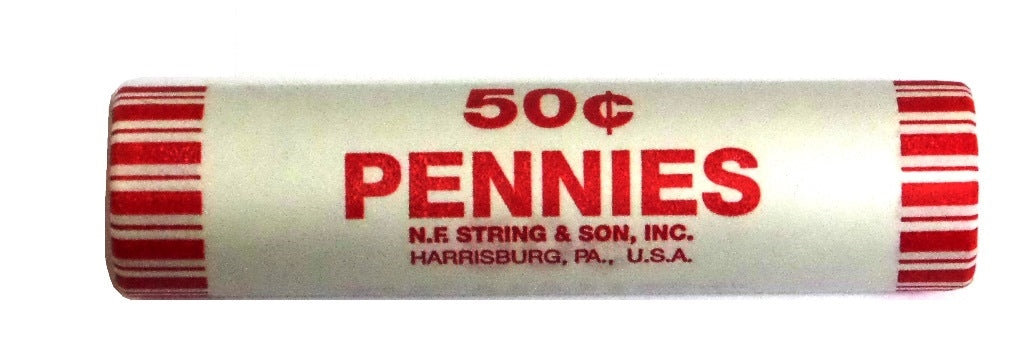 50¢
PENNIES
N.F. STRING & SON, INC.
HARRISBURG, PA., U.S.A.